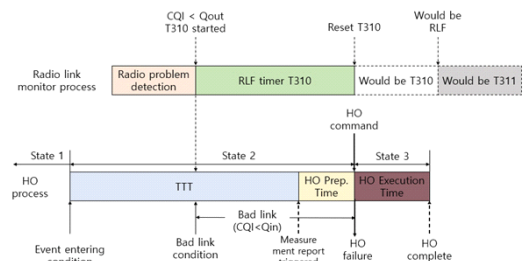 CQI < Qout
T310 started
Reset T310
Would be
RLF
Radio link
monitor process
Radio problem
detection
RLF timer T310
Would be T310
Would be T311
HO
command
State 1
State 2
State 3
HO
process
TTT
HO Prep.
Time
HO Execution
Time
Bad link
(CQI<Qin)
Event entering
condition
Bad link
condition
Measure
ment report
triggered
HO
failure
HO
complete